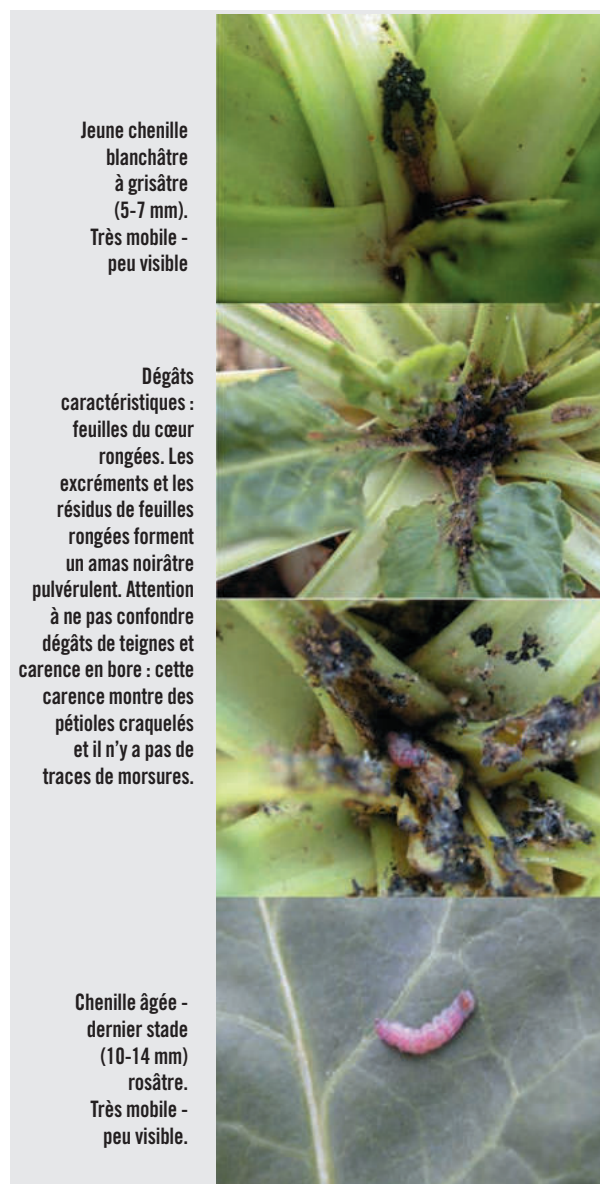 Jeune chenille
blanchâtre
à grisâtre
(5-7 mm).
Très mobile -
peu visible
Dégâts
caractéristiques :
feuilles du cœur
rongées. Les
excréments et les
résidus de feuilles
rongées forment
un amas noirâtre
pulvérulent. Attention
à ne pas confondre
dégâts de teignes et
carence en bore : cette
carence montre des
pétioles craquelés
et il n'y a pas de
traces de morsures.
Chenille âgée -
dernier stade
(10-14 mm)
rosâtre.
Très mobile -
peu visible.